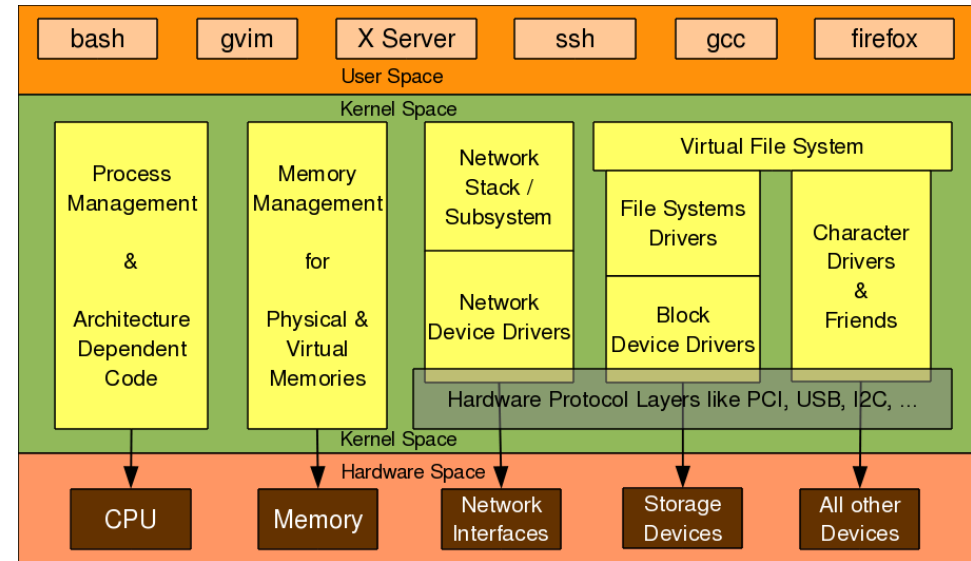 bash
gvim
X Server
ssh
gcc
firefox
User Space
Kernel Space
Process
Management
&
Architecture
Dependent
Code
Memory
Management
for
Physical &
Virtual
Memories
Network
Stack /
Subsystem
Network
Device Drivers
Virtual File System
File Systems
Drivers
Block
Device Drivers
Character
Drivers
&
Friends
Hardware Protocol Layers like PCI, USB, I2C, ...
Kernel Space
Hardware Space
CPU
Memory
Network
Interfaces
Storage
Devices
All other
Devices